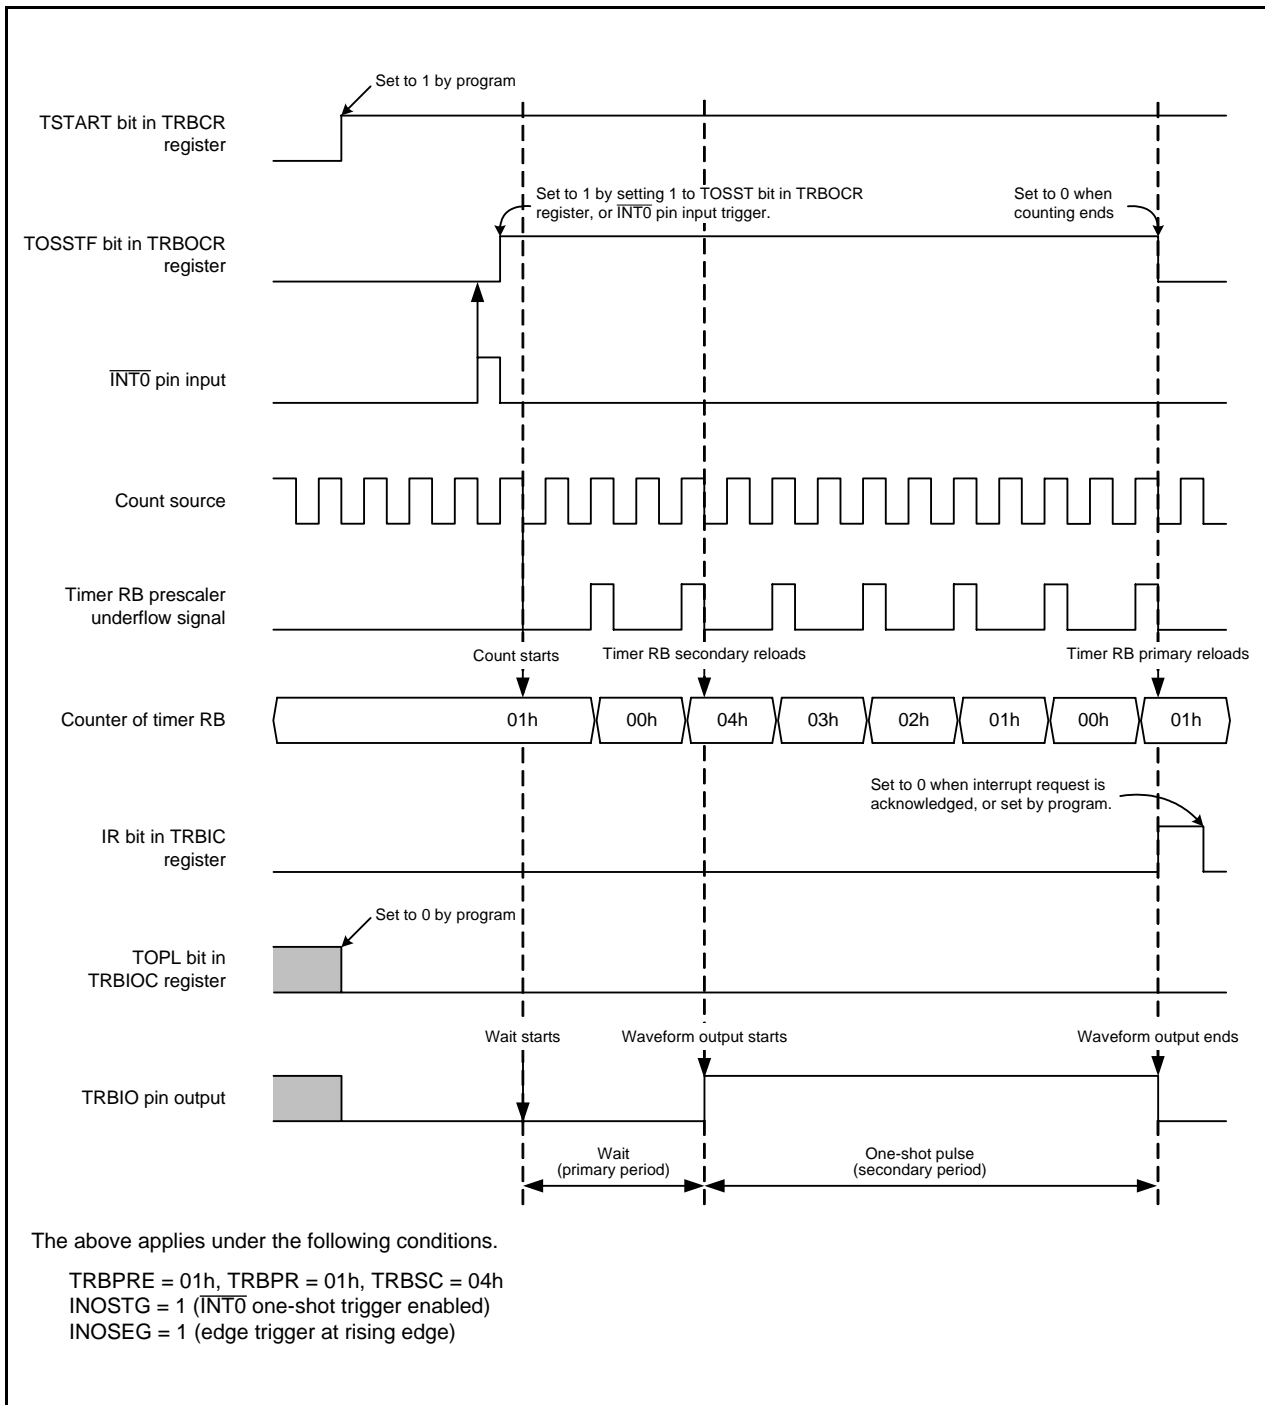 Set to 1 by program
TSTART bit in TRBCR
register
Set to 1 by setting 1 to TOSST bit in TRBOCR
register, or INT0 pin input trigger.
Set to 0 when
counting ends
TOSSTF bit in TRBOCR
register
INT0 pin input
Count source
Timer RB prescaler
underflow signal
Count starts
Timer RB secondary reloads
Timer RB primary reloads
Counter of timer RB
01h
00h
04h
03h
02h
01h
00h
01h
Set to 0 when interrupt request is
acknowledged, or set by program.
IR bit in TRBIC
register
Set to 0 by program
TOPL bit in
TRBIOC register
Wait starts
Waveform output starts
Waveform output ends
TRBIO pin output
Wait
(primary period)
One-shot pulse
(secondary period)
The above applies under the following conditions.
TRBPRE = 01h, TRBPR = 01h, TRBSC = 04h
INOSTG = 1 (INT0 one-shot trigger enabled)
INOSEG = 1 (edge trigger at rising edge)